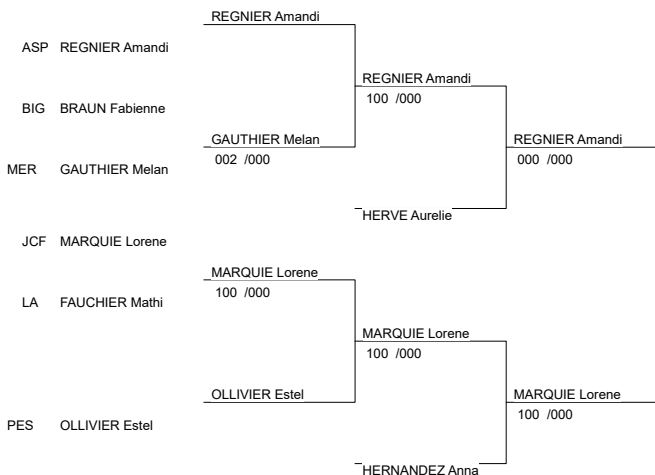 REGNIER Amandi
ASP REGNIER Amandi
REGNIER Amandi
100 /000
BIG BRAUN Fabienne
GAUTHIER Melan
002 /000
REGNIER Amandi
000 /000
MER GAUTHIER Melan
HERVE Aurelie
JCF MARQUIE Lorene
MARQUIE Lorene
100 /000
LA FAUCHIER Mathi
MARQUIE Lorene
100 /000
OLLIVIER Estel
MARQUIE Lorene
100 /000
PES OLLIVIER Estel
HERNANDEZ Anna